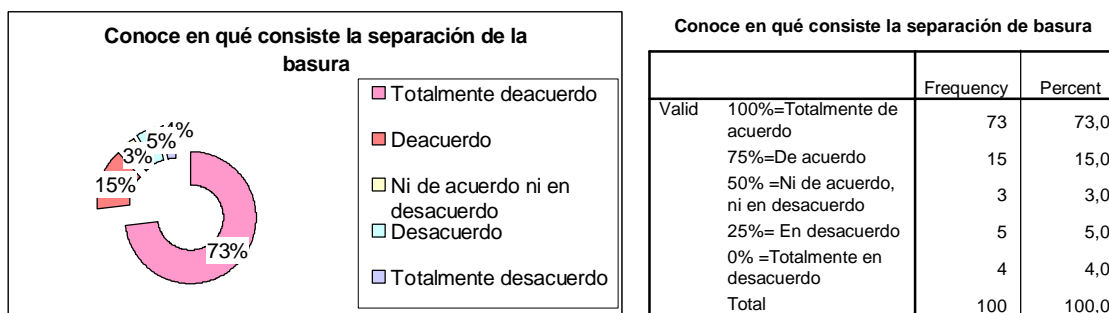 Conoce en qué consiste la separación de la
basura
Totalmente deacuerdo
Deacuerdo
Ni de acuerdo ni en
desacuerdo
Desacuerdo
Totalmente desacuerdo
4%
5%
3%
15%
73%
Conoce en qué consiste la separación de basura
Frequency Percent
Valid 100%=Totalmente de
acuerdo 73 73,0
75%=De acuerdo 15 15,0
50% =Ni de acuerdo,
ni en desacuerdo 3 3,0
25%= En desacuerdo 5 5,0
0% =Totalmente en
desacuerdo 4 4,0
Total 100 100,0